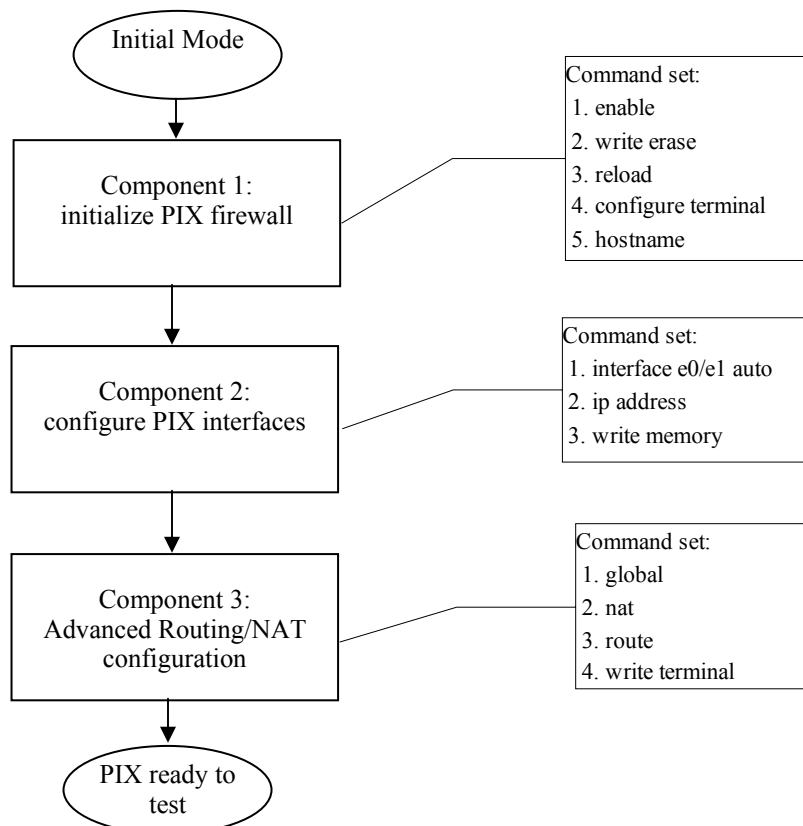 Initial Mode
Command set:
1. enable
2. write erase
3. reload
4. configure terminal
5. hostname
Component 1:
initialize PIX firewall
Command set:
1. interface e0/e1 auto
2. ip address
3. write memory
Component 2:
configure PIX interfaces
Command set:
1. global
2. nat
3. route
4. write terminal
Component 3:
Advanced Routing/NAT
configuration
PIX ready to
test